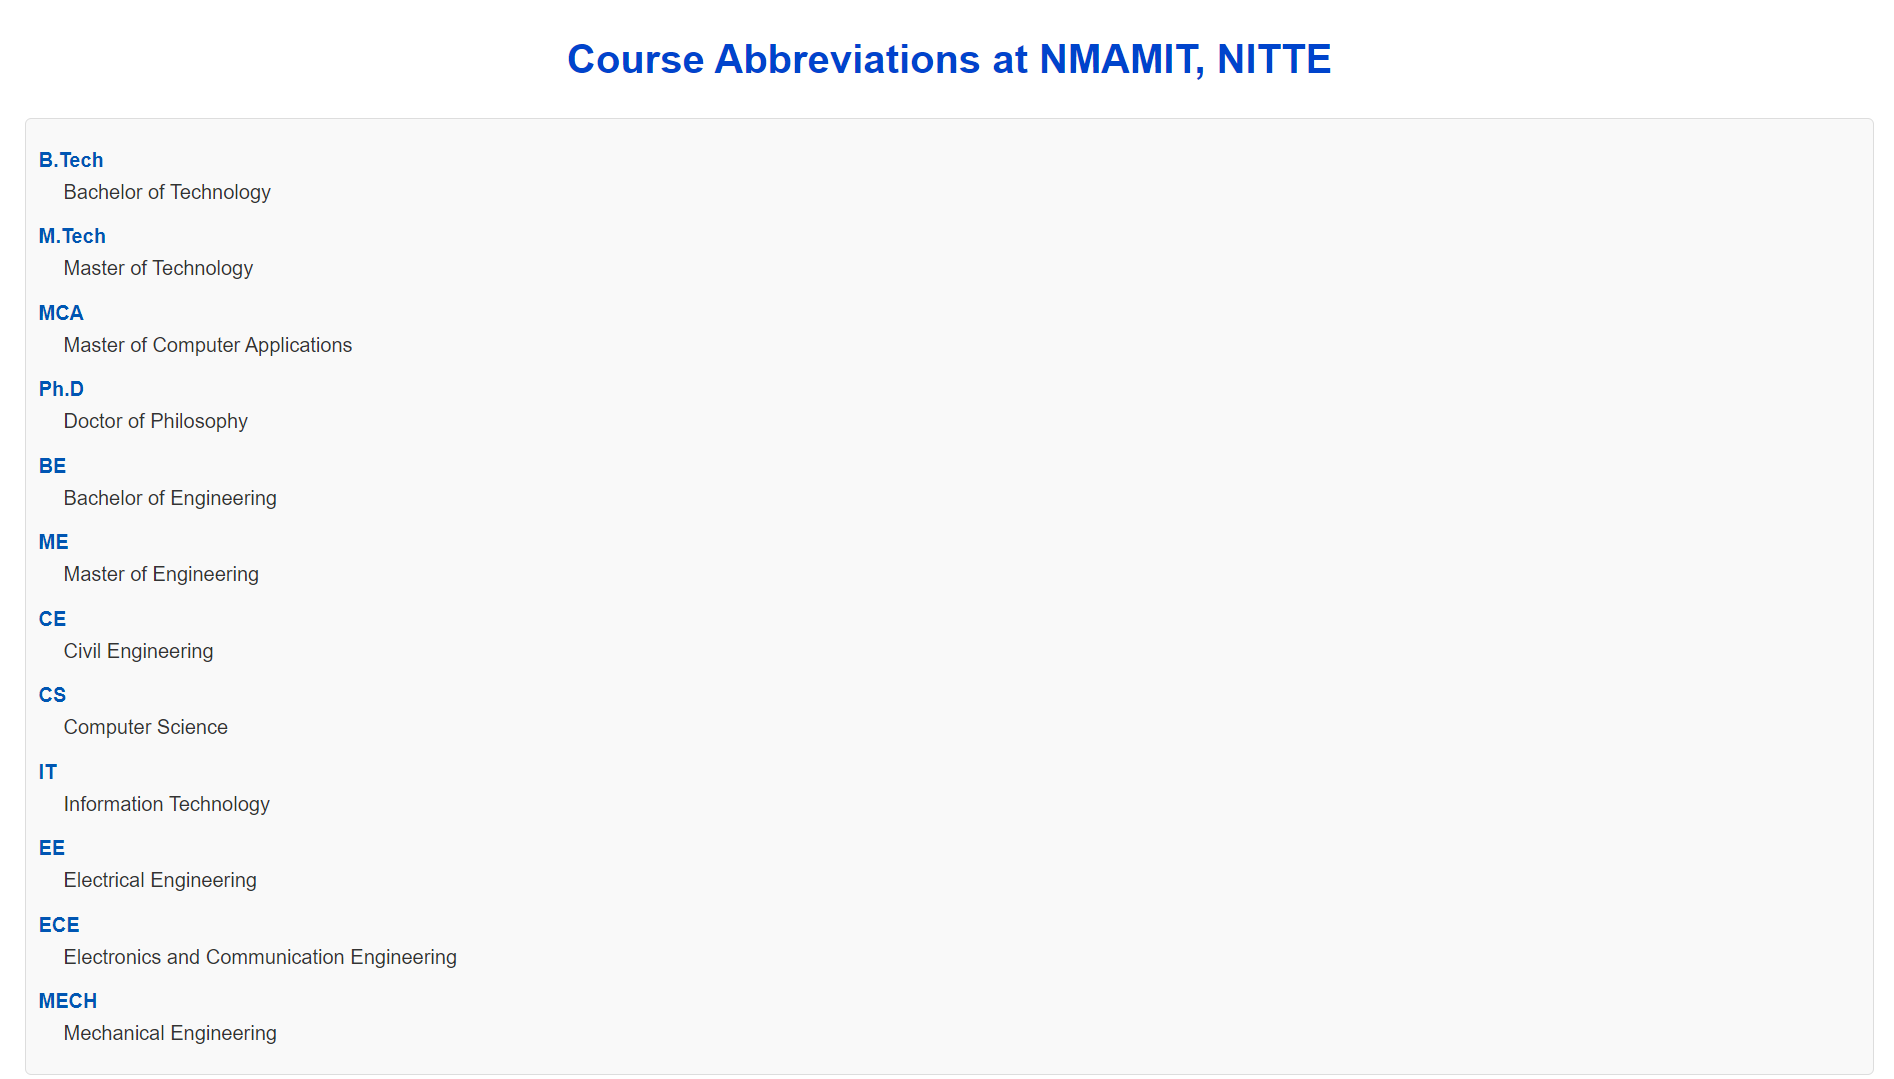 Course Abbreviations at NMAMIT, NITTE
B.Tech
Bachelor of Technology
M.Tech
Master of Technology
MCA
Master of Computer Applications
Ph.D
Doctor of Philosophy
BE
Bachelor of Engineering
ME
Master of Engineering
CE
Civil Engineering
CS
Computer Science
IT
Information Technology
EE
Electrical Engineering
ECE
Electronics and Communication Engineering
MECH
Mechanical Engineering